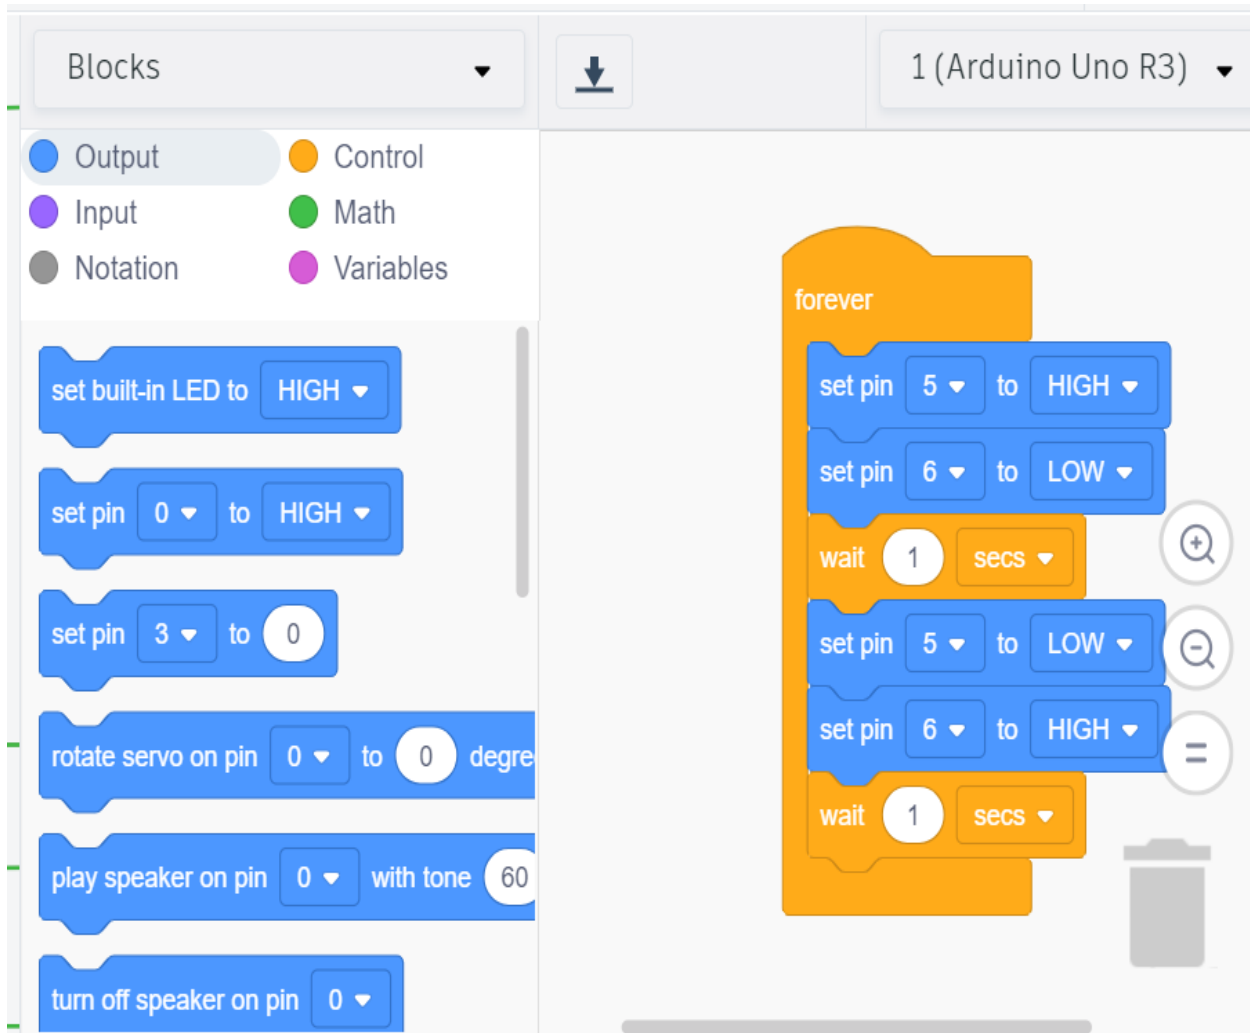 Blocks
1 (Arduino Uno R3)
Output
Control
Input
Math
Notation
Variables
set built-in LED to HIGH
set pin 0 to HIGH
set pin 3 to 0
rotate servo on pin 0 to 0 degre
play speaker on pin 0 with tone 60
turn off speaker on pin 0
forever
set pin 5 to HIGH
set pin 6 to LOW
wait 1 secs
set pin 5 to LOW
set pin 6 to HIGH
wait 1 secs